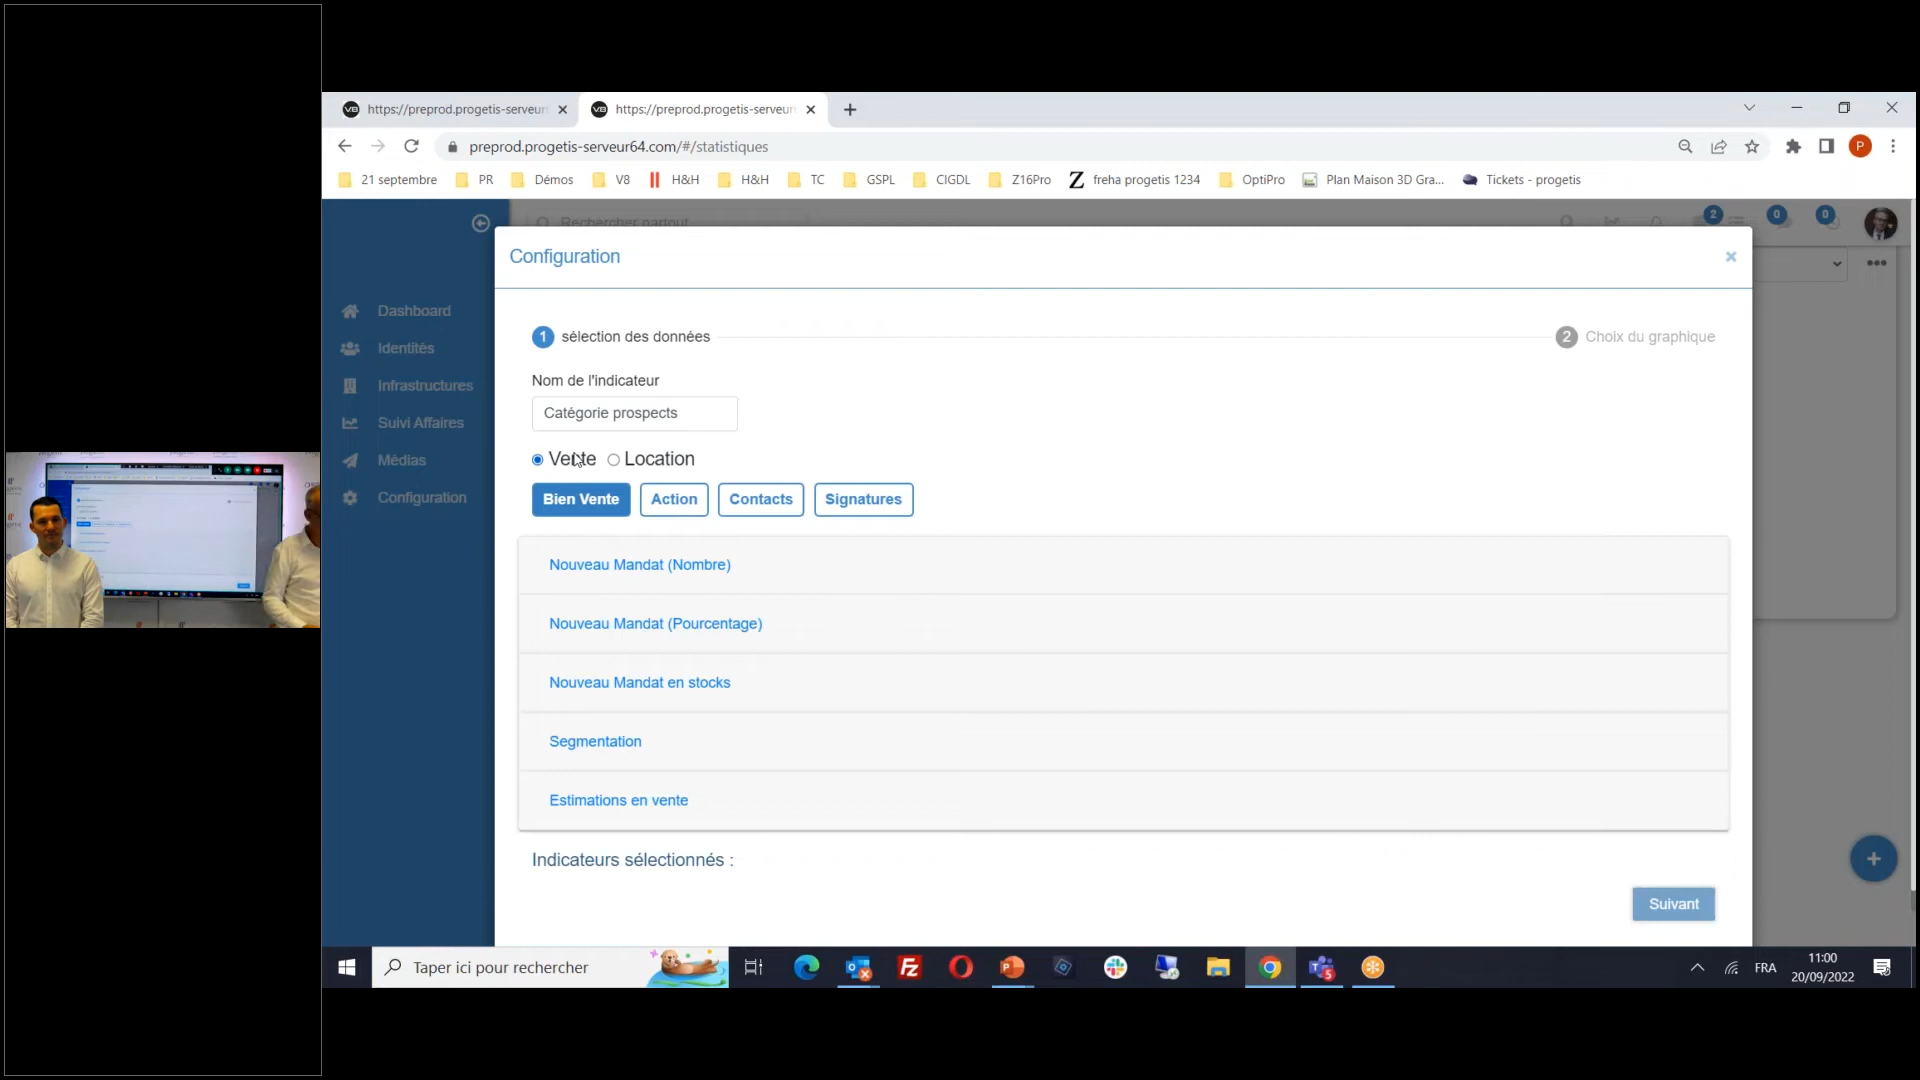 https://preprod.progetis-serveur
https://preprod.progetis-serveur
preprod.progetis-serveur64.com/#/statistiques
21 septembre
PR
Démos
V8
H&H
H&H
TC
GSPL
CIGDL
Z16Pro
freha progetis 1234
OptiPro
Plan Maison 3D Gra...
Tickets - progetis
P
Rechercher partout
2
0
0
Dashboard
Identités
Infrastructures
Suivi Affaires
Médias
Configuration
Configuration
1 sélection des données
2 Choix du graphique
Nom de l'indicateur
Catégorie prospects
Vente Location
Bien Vente
Action
Contacts
Signatures
Nouveau Mandat (Nombre)
Nouveau Mandat (Pourcentage)
Nouveau Mandat en stocks
Segmentation
Estimations en vente
Indicateurs sélectionnés :
Suivant
Taper ici pour rechercher
FRA
11:00
20/09/2022